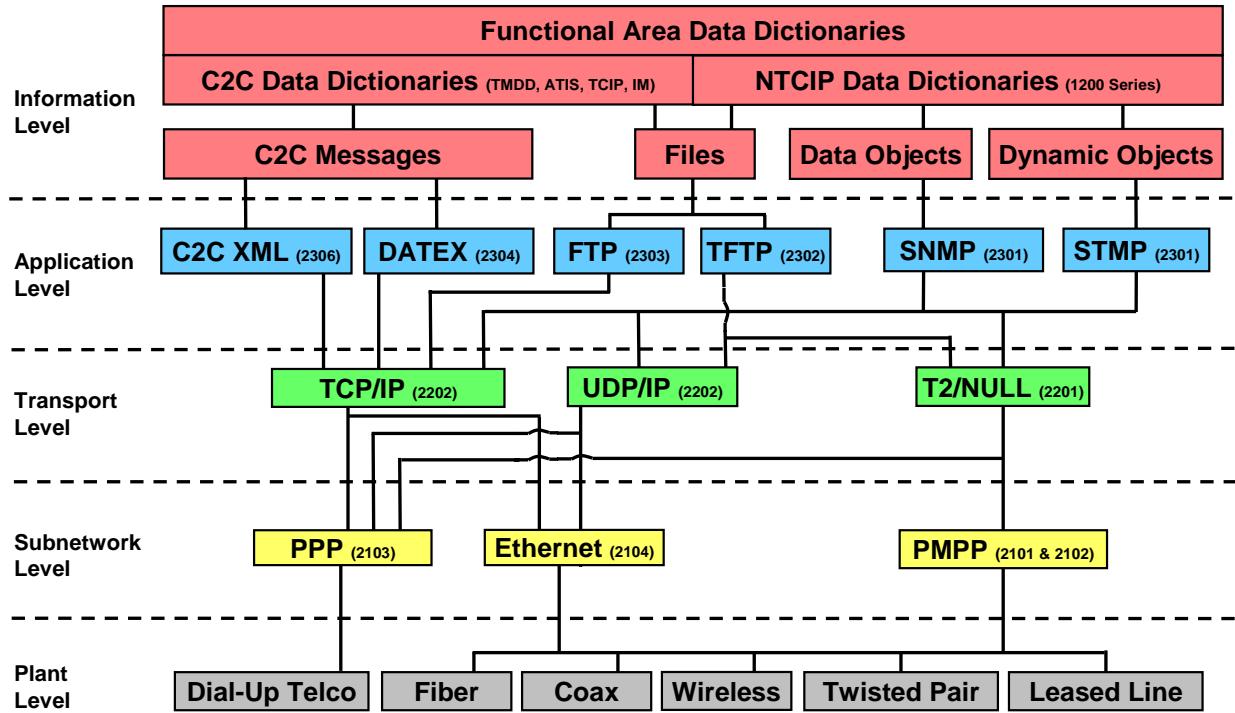 Functional Area Data Dictionaries
C2C Data Dictionaries (TMDD, ATIS, TCIP, IM)
NTCIP Data Dictionaries (1200 Series)
Information
Level
C2C Messages
Files
Data Objects
Dynamic Objects
Application
Level
C2C XML (2306)
DATEX (2304)
FTP (2303)
TFTP (2302)
SNMP (2301)
STMP (2301)
Transport
Level
TCP/IP (2202)
UDP/IP (2202)
T2/NULL (2201)
Subnetwork
Level
PPP (2103)
Ethernet (2104)
PMPP (2101 & 2102)
Plant
Level
Dial-Up Telco
Fiber
Coax
Wireless
Twisted Pair
Leased Line